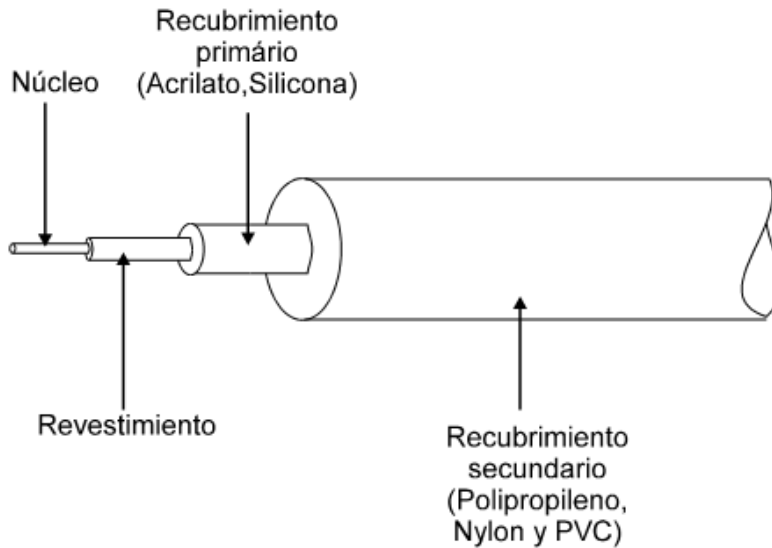 Recubrimiento
primário
(Acrilato,Silicona)
Núcleo
Revestimiento
Recubrimiento
secundario
(Polipropileno,
Nylon y PVC)